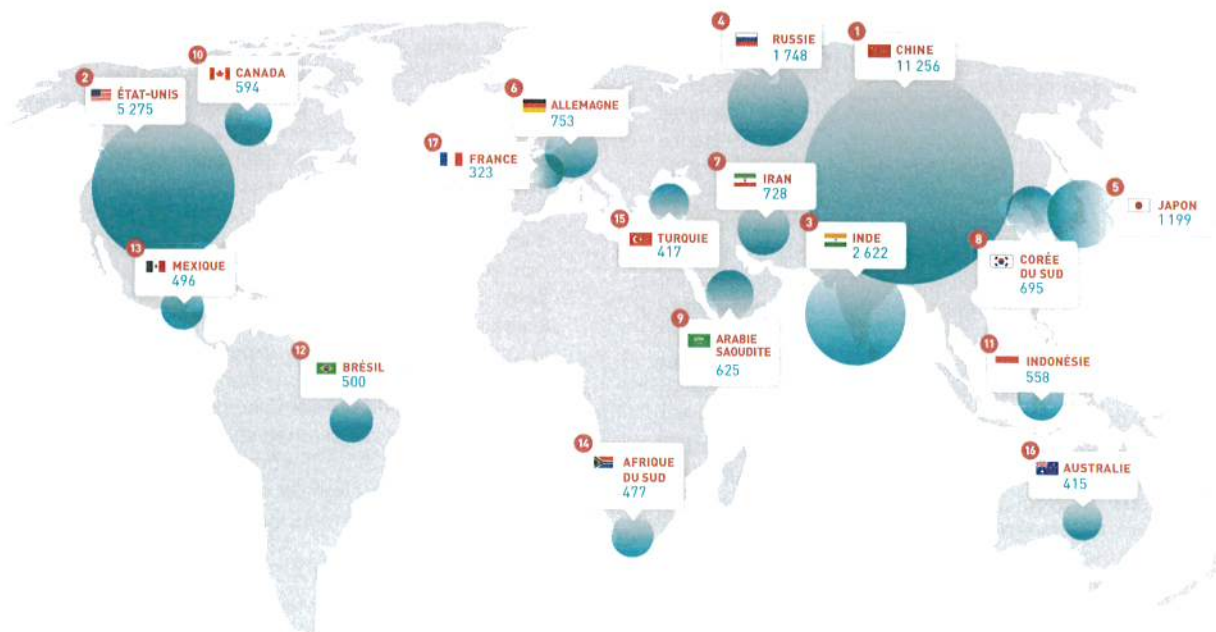 4
RUSSIE
1 748
1
CHINE
11 256
10
CANADA
594
2
ÉTAT-UNIS
5 275
6
ALLEMAGNE
753
17
FRANCE
323
7
IRAN
728
5
JAPON
1 199
15
TURQUIE
417
3
INDE
2 622
13
MEXIQUE
496
8
CORÉE
DU SUD
695
9
ARABIE
SAOUDITE
625
12
BRÉSIL
500
11
INDONÉSIE
558
14
AFRIQUE
DU SUD
477
16
AUSTRALIE
415